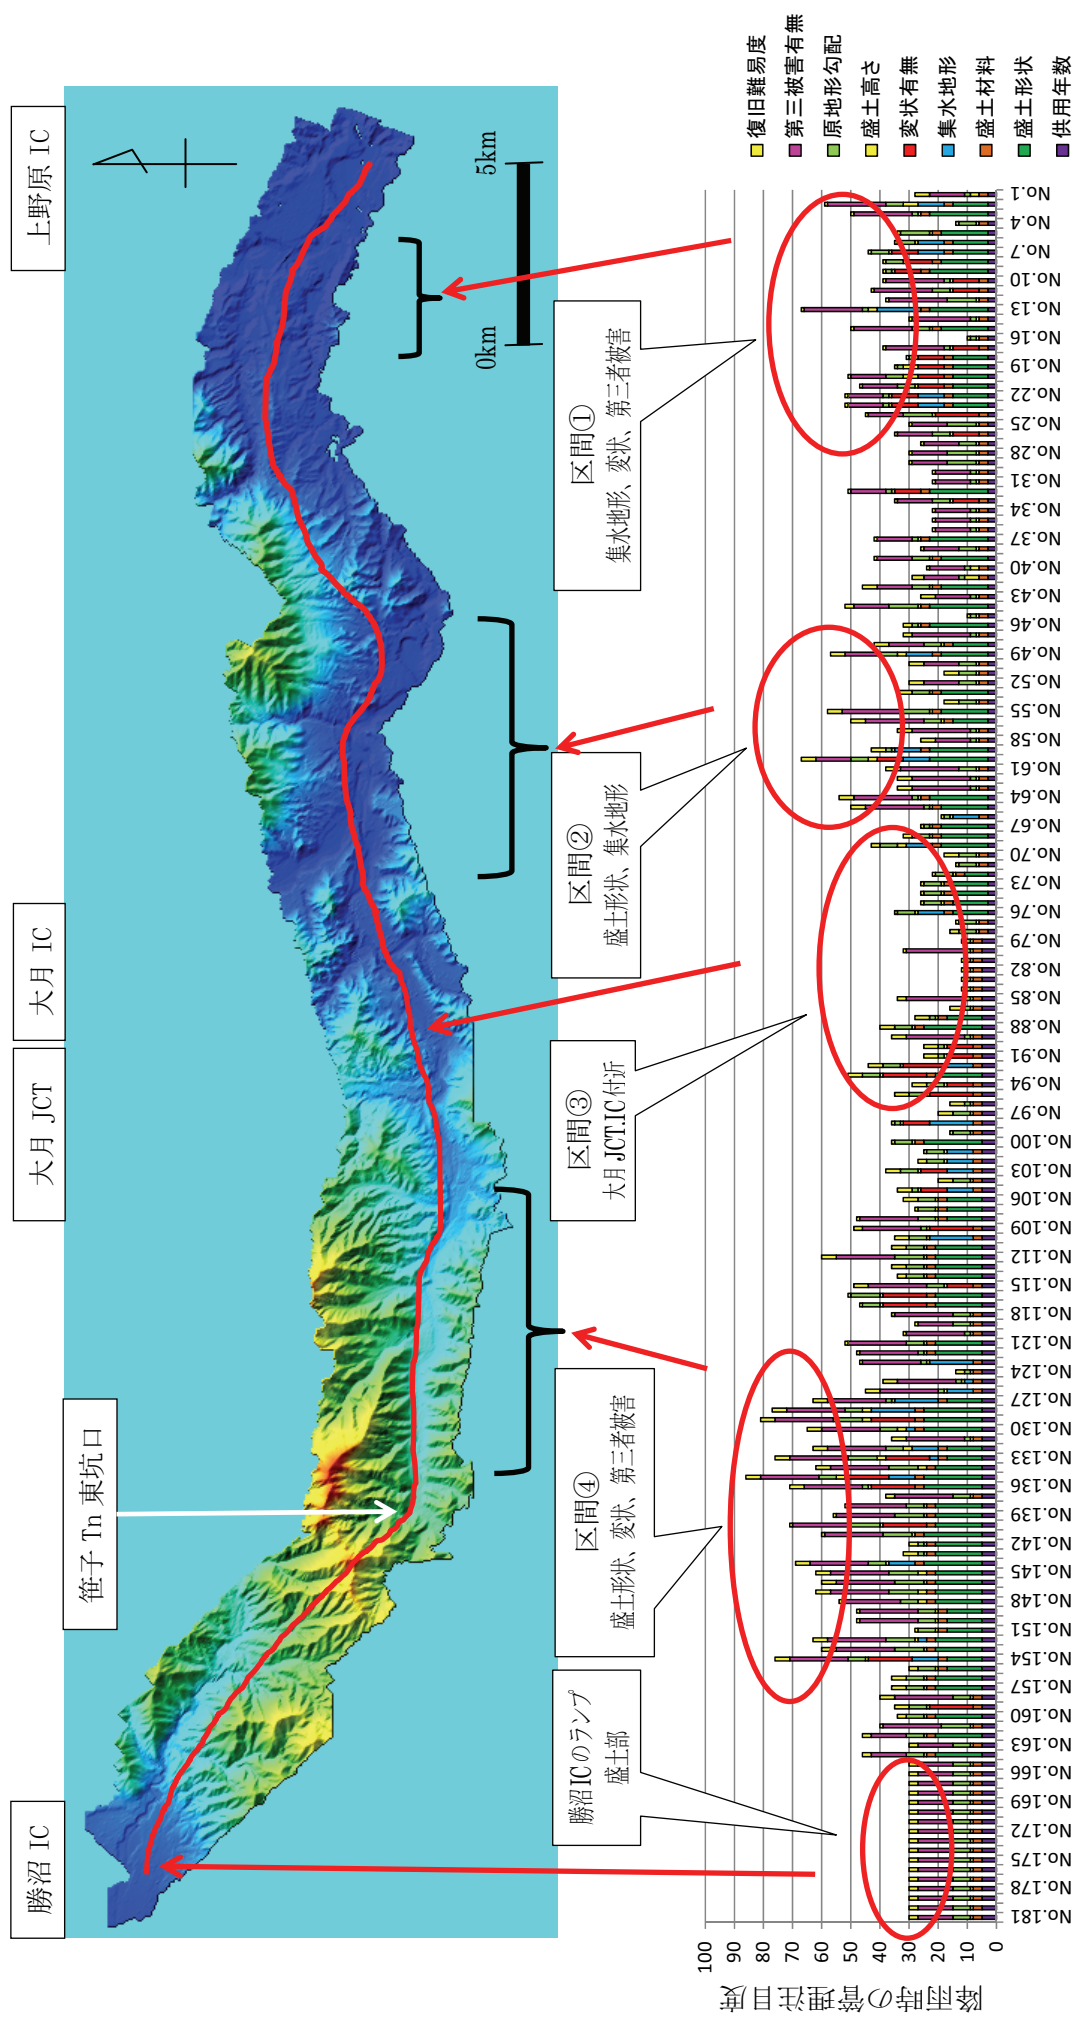 勝沼 IC
大月 JCT
大月 IC
上野原 IC
笹子 Tn 東坑口
0km
5km
勝沼 IC のランプ
盛土部
区間④
盛土形状、変状、第三者被害
区間③
大月 JCT.IC 付近
区間②
盛土形状、集水地形
区間①
集水地形、変状、第三者被害
降雨時の管理注目度
100
90
80
70
60
50
40
30
20
10
0
No.181
No.178
No.175
No.172
No.169
No.166
No.163
No.160
No.157
No.154
No.151
No.148
No.145
No.142
No.139
No.136
No.133
No.130
No.127
No.124
No.121
No.118
No.115
No.112
No.109
No.106
No.103
No.100
No.97
No.94
No.91
No.88
No.85
No.82
No.79
No.76
No.73
No.70
No.67
No.64
No.61
No.58
No.55
No.52
No.49
No.46
No.43
No.40
No.37
No.34
No.31
No.28
No.25
No.22
No.19
No.16
No.13
No.10
No.7
No.4
No.1
復旧難易度
第三被害有無
原地形勾配
盛土高さ
変状有無
集水地形
盛土材料
盛土形状
供用年数